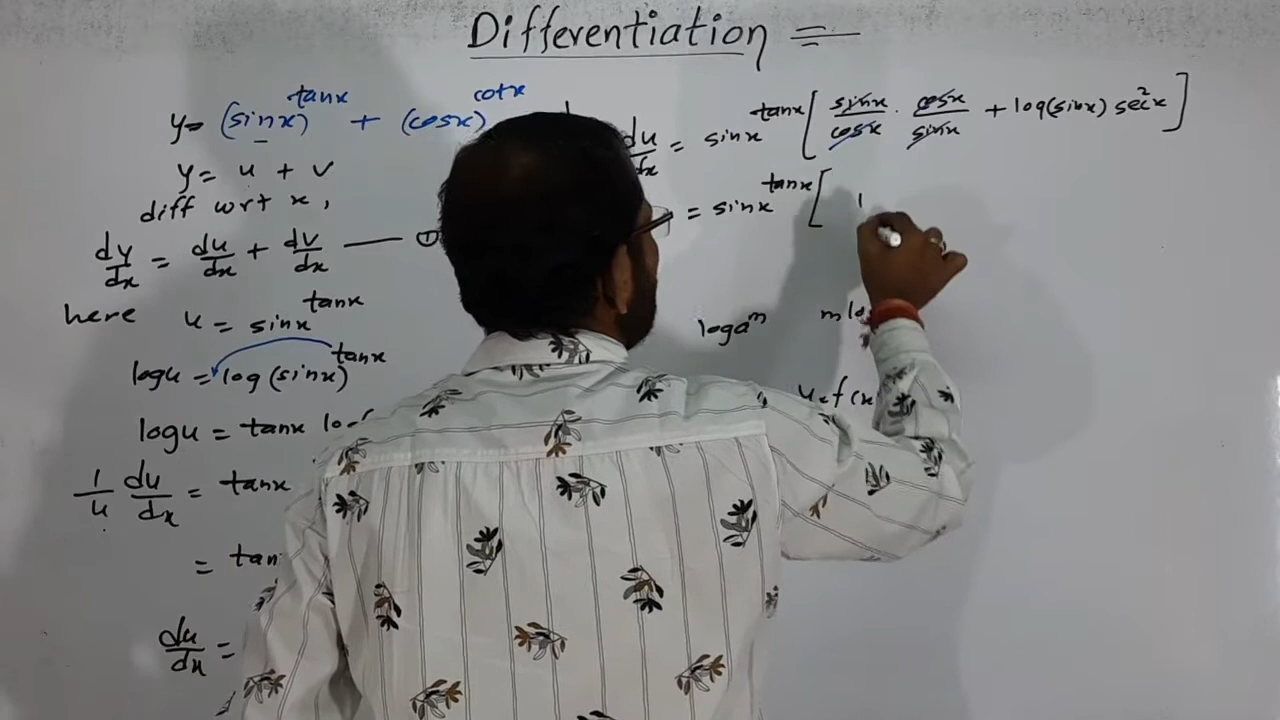 Differentiation =
y = (sinx)^tanx + (cosx)^cotx
y = u + v
diff wrt x,
dy/dx = du/dx + dv/dx — ①
here u = sinx^tanx
logu = log(sinx)^tanx
logu = tanx
1/u du/dx = tanx
= tan
du/dx =
du/dx = sinx^tanx [ sinx/cosx . cosx/sinx + log(sinx) sec²x ]
= sinx^tanx [ 1
loga^m m